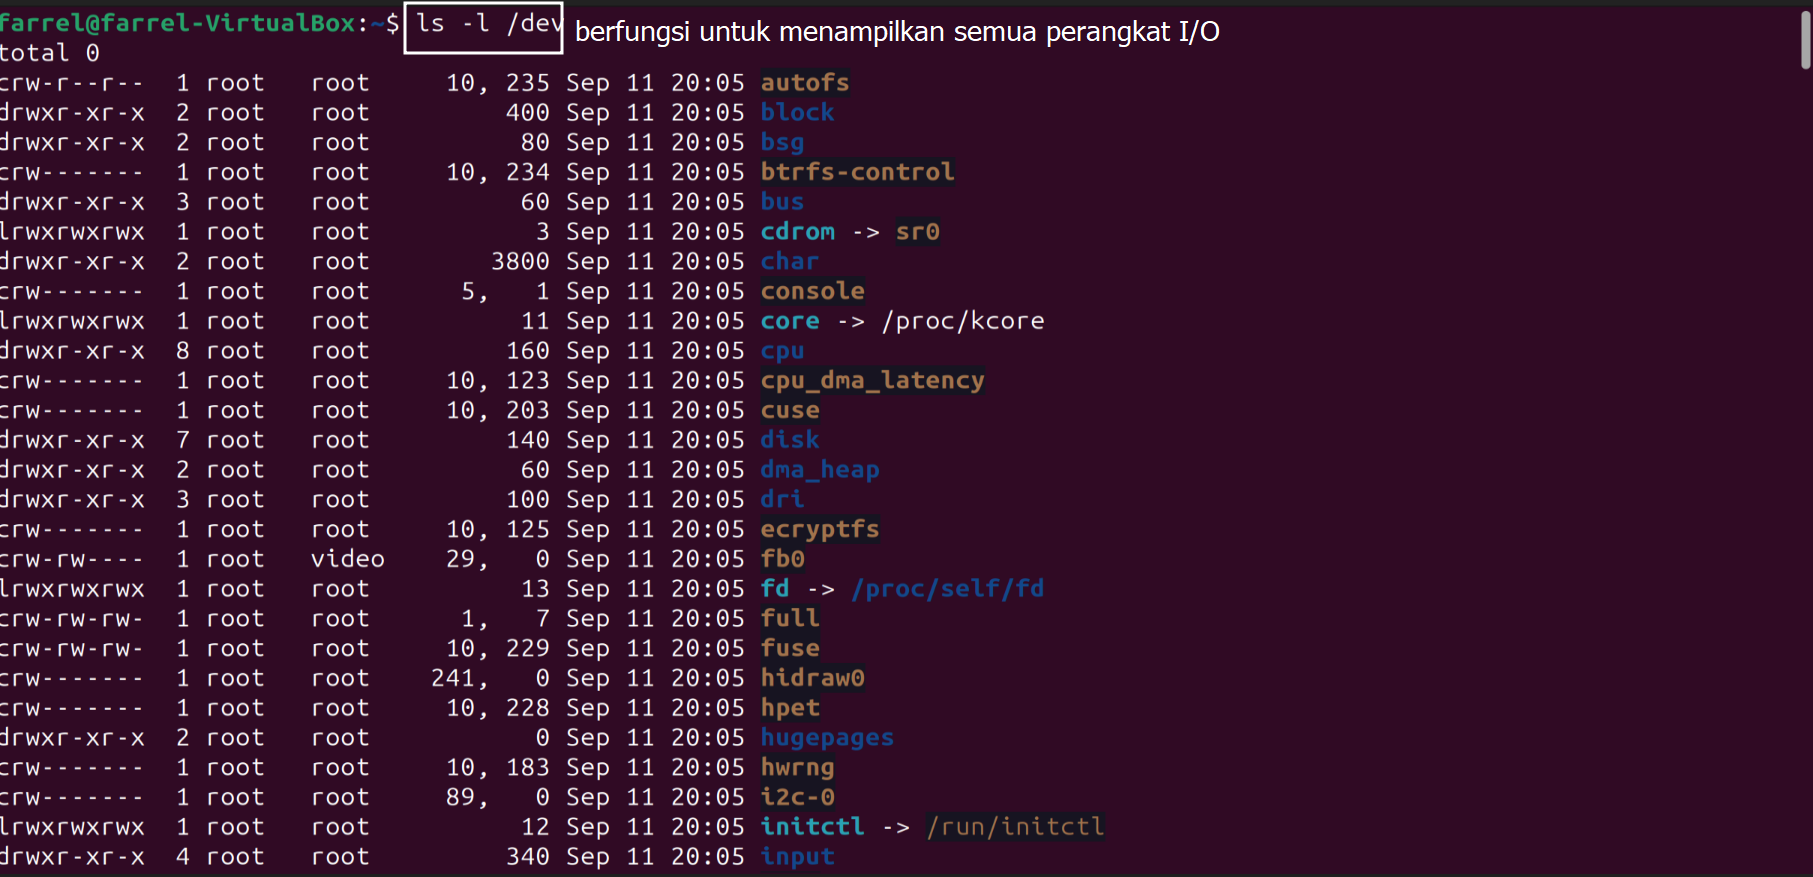 farrel@farrel-VirtualBox:~$ ls -l /dev berfungsi untuk menampilkan semua perangkat I/O
total 0
crw-r--r--  1 root   root     10, 235 Sep 11 20:05 autofs
drwxr-xr-x  2 root   root         400 Sep 11 20:05 block
drwxr-xr-x  2 root   root          80 Sep 11 20:05 bsg
crw-------  1 root   root     10, 234 Sep 11 20:05 btrfs-control
drwxr-xr-x  3 root   root          60 Sep 11 20:05 bus
lrwxrwxrwx  1 root   root           3 Sep 11 20:05 cdrom -> sr0
drwxr-xr-x  2 root   root        3800 Sep 11 20:05 char
crw-------  1 root   root      5,   1 Sep 11 20:05 console
lrwxrwxrwx  1 root   root          11 Sep 11 20:05 core -> /proc/kcore
drwxr-xr-x  8 root   root         160 Sep 11 20:05 cpu
crw-------  1 root   root     10, 123 Sep 11 20:05 cpu_dma_latency
crw-------  1 root   root     10, 203 Sep 11 20:05 cuse
drwxr-xr-x  7 root   root         140 Sep 11 20:05 disk
drwxr-xr-x  2 root   root          60 Sep 11 20:05 dma_heap
drwxr-xr-x  3 root   root         100 Sep 11 20:05 dri
crw-------  1 root   root     10, 125 Sep 11 20:05 ecryptfs
crw-rw----  1 root   video    29,   0 Sep 11 20:05 fb0
lrwxrwxrwx  1 root   root          13 Sep 11 20:05 fd -> /proc/self/fd
crw-rw-rw-  1 root   root      1,   7 Sep 11 20:05 full
crw-rw-rw-  1 root   root     10, 229 Sep 11 20:05 fuse
crw-------  1 root   root    241,   0 Sep 11 20:05 hidraw0
crw-------  1 root   root     10, 228 Sep 11 20:05 hpet
drwxr-xr-x  2 root   root           0 Sep 11 20:05 hugepages
crw-------  1 root   root     10, 183 Sep 11 20:05 hwrng
crw-------  1 root   root     89,   0 Sep 11 20:05 i2c-0
lrwxrwxrwx  1 root   root          12 Sep 11 20:05 initctl -> /run/initctl
drwxr-xr-x  4 root   root         340 Sep 11 20:05 input